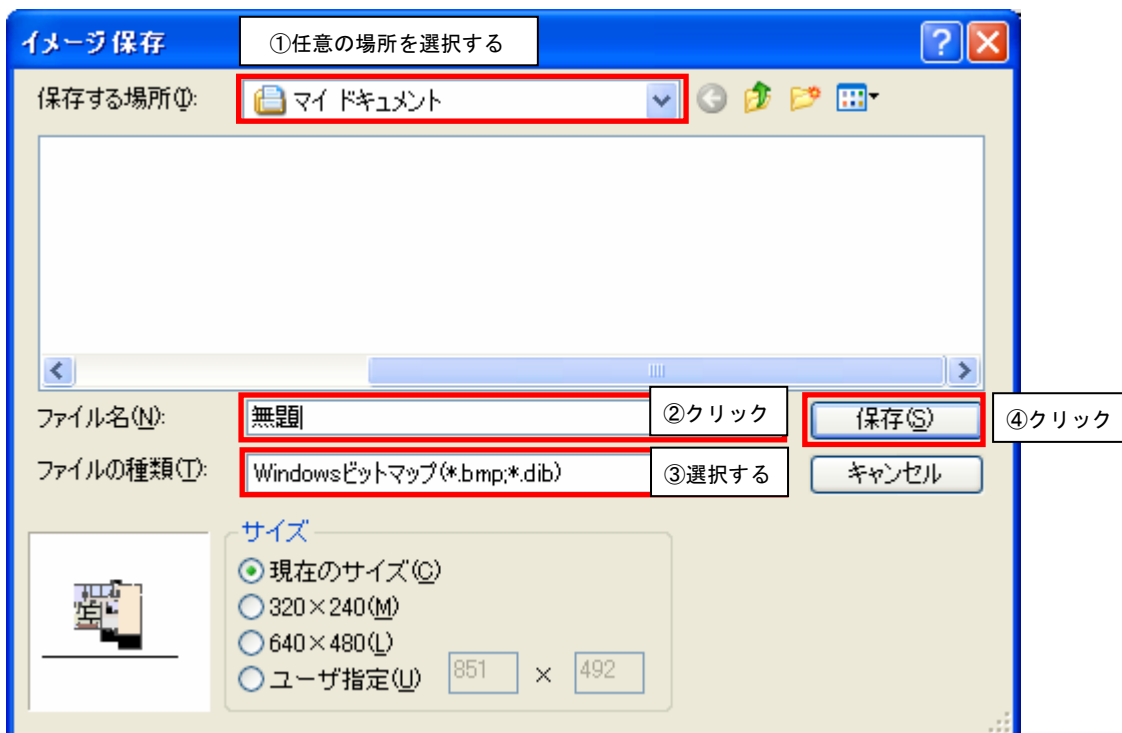 イメージ保存
①任意の場所を選択する
保存する場所(I):
マイ ドキュメント
ファイル名(N):
無題
②クリック
保存(S)
④クリック
ファイルの種類(T):
Windowsビットマップ(*.bmp;*.dib)
③選択する
キャンセル
サイズ
現在のサイズ(C)
320×240(M)
640×480(L)
ユーザ指定(U)
851 × 492